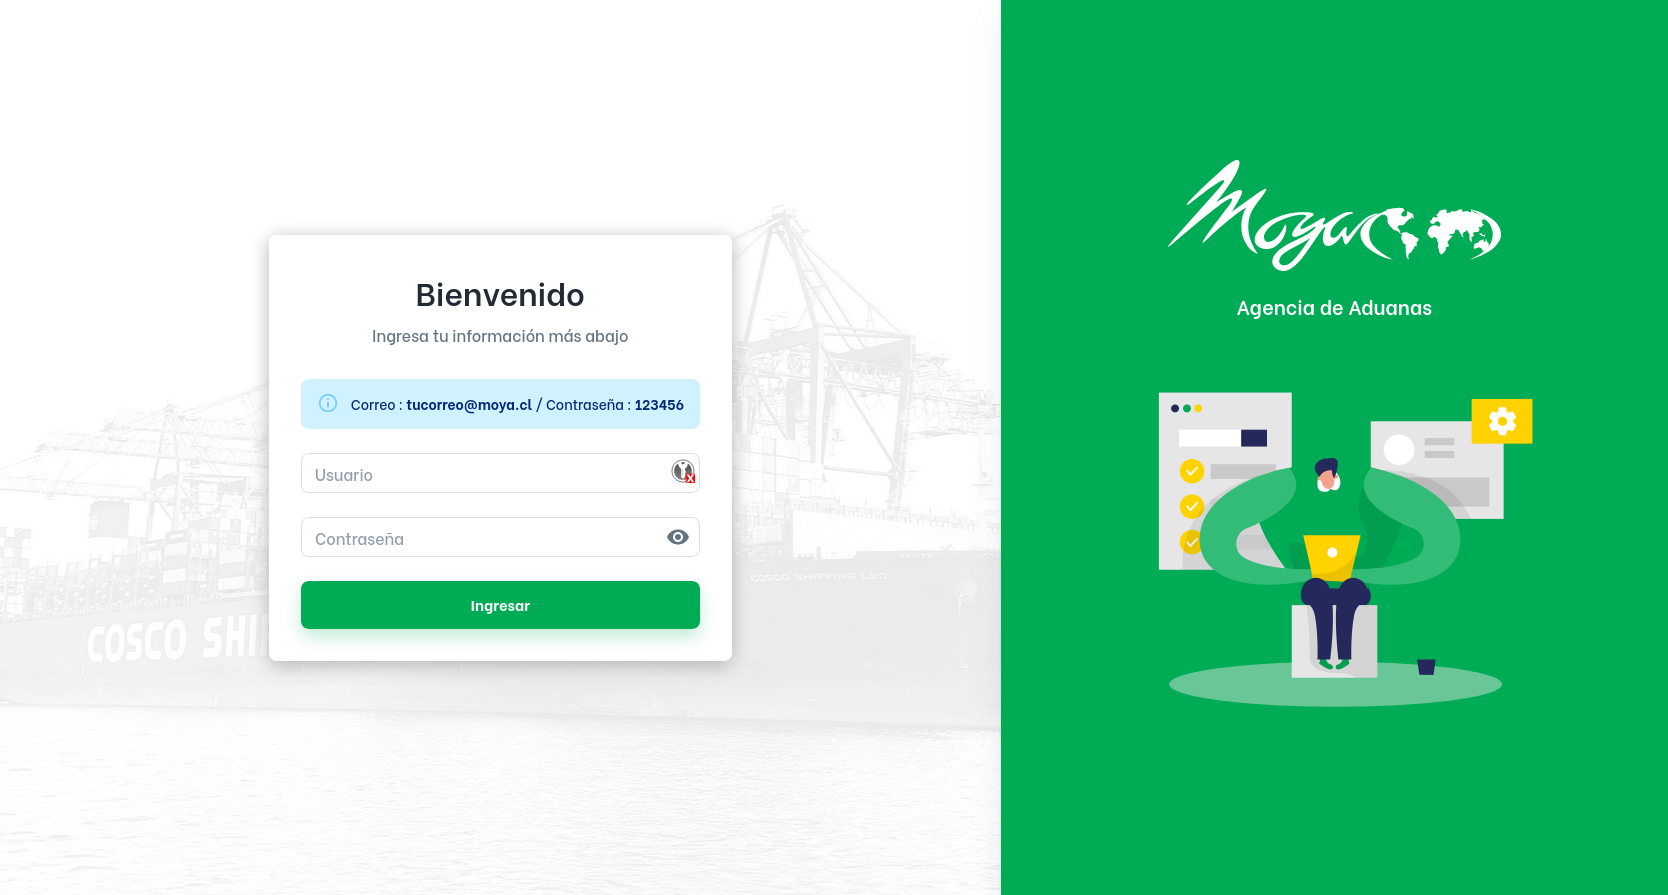 Bienvenido
Ingresa tu información más abajo
Correo : tucorreo@moya.cl / Contraseña : 123456
Usuario
Contraseña
Ingresar
COSCO SHI
COSCO SHIPPING LEO
Moya
Agencia de Aduanas